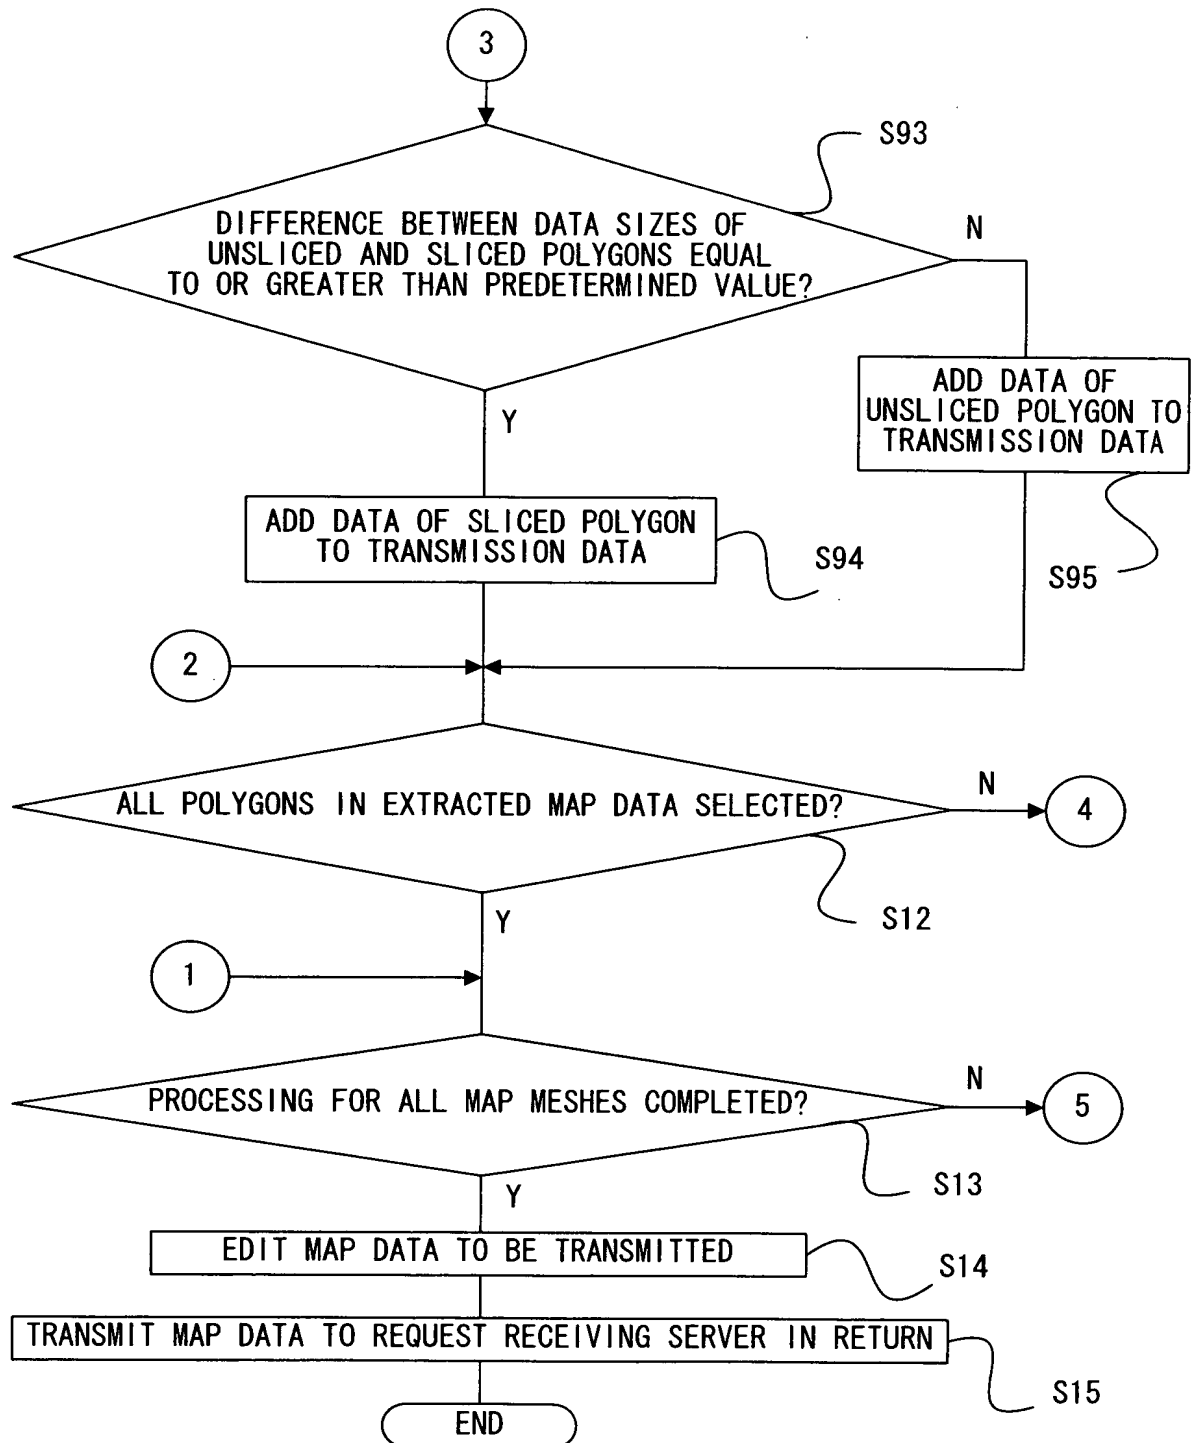 3
S93
DIFFERENCE BETWEEN DATA SIZES OF
UNSLICED AND SLICED POLYGONS EQUAL
TO OR GREATER THAN PREDETERMINED VALUE?
N
ADD DATA OF
UNSLICED POLYGON TO
TRANSMISSION DATA
Y
ADD DATA OF SLICED POLYGON
TO TRANSMISSION DATA
S94
S95
2
ALL POLYGONS IN EXTRACTED MAP DATA SELECTED?
N
4
S12
Y
1
PROCESSING FOR ALL MAP MESHES COMPLETED?
N
5
S13
Y
EDIT MAP DATA TO BE TRANSMITTED
S14
TRANSMIT MAP DATA TO REQUEST RECEIVING SERVER IN RETURN
S15
END